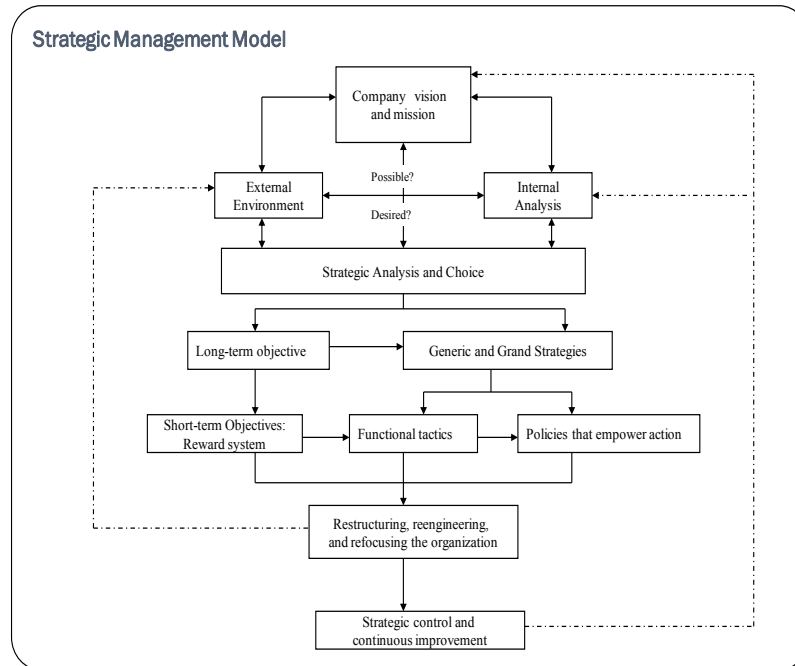 Strategic Management Model
Company vision
and mission
Possible?
External
Environment
Internal
Analysis
Desired?
Strategic Analysis and Choice
Long-term objective
Generic and Grand Strategies
Short-term Objectives:
Reward system
Functional tactics
Policies that empower action
Restructuring, reengineering,
and refocusing the organization
Strategic control and
continuous improvement